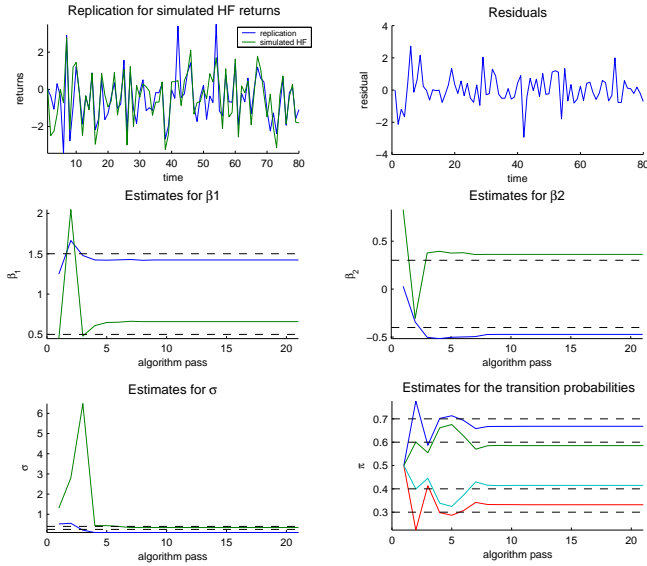 Replication for simulated HF returns
replication
simulated HF
returns
2
0
−2
1 10 20 30 40 50 60 70 80
time
Residuals
residual
4
2
0
−2
−4
0 20 40 60 80
time
Estimates for β1
β1
2
1.5
1
0.5
0 5 10 15 20
algorithm pass
Estimates for β2
β2
0.5
0
−0.5
0 5 10 15 20
algorithm pass
Estimates for σ
σ
6
5
4
3
2
1
0 5 10 15 20
algorithm pass
Estimates for the transition probabilities
π
0.7
0.6
0.5
0.4
0.3
0 5 10 15 20
algorithm pass